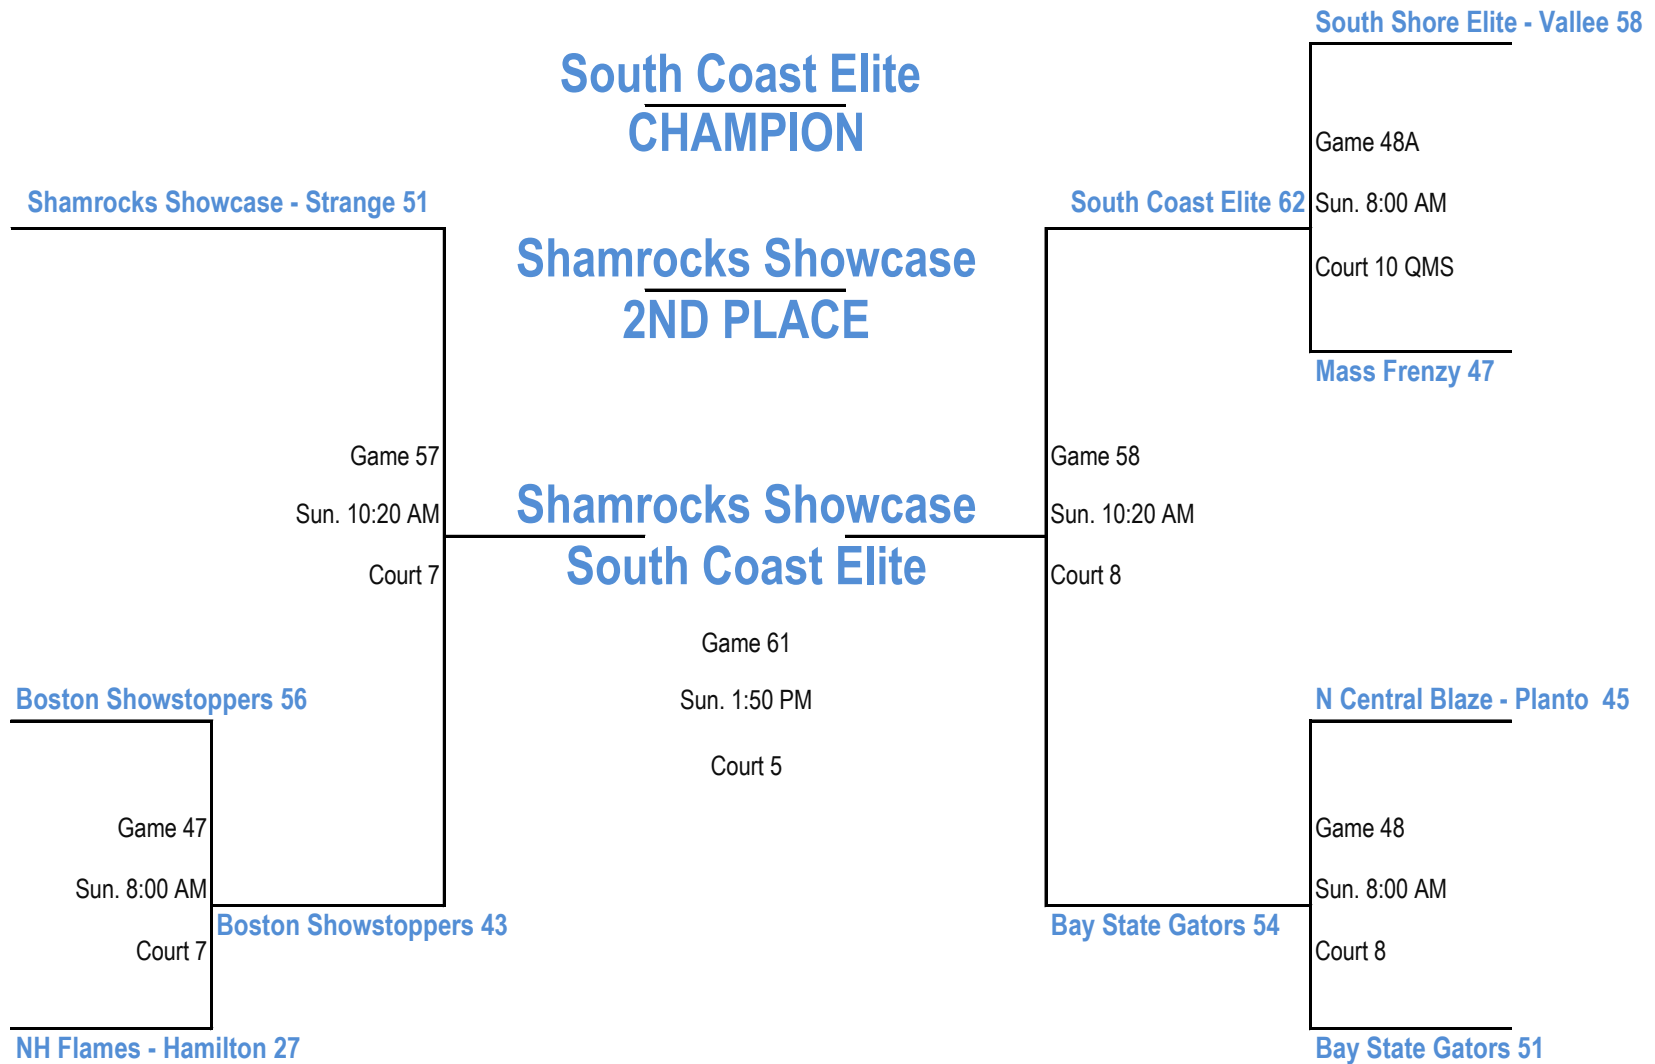 South Shore Elite - Vallee 58
South Coast Elite
CHAMPION
Game 48A
Shamrocks Showcase - Strange 51
South Coast Elite 62
Sun. 8:00 AM
Shamrocks Showcase
2ND PLACE
Court 10 QMS
Mass Frenzy 47
Game 57
Game 58
Sun. 10:20 AM
Shamrocks Showcase
Sun. 10:20 AM
South Coast Elite
Court 7
Court 8
Game 61
Boston Showstoppers 56
Sun. 1:50 PM
N Central Blaze - Planto 45
Court 5
Game 47
Game 48
Sun. 8:00 AM
Sun. 8:00 AM
Boston Showstoppers 43
Bay State Gators 54
Court 7
Court 8
NH Flames - Hamilton 27
Bay State Gators 51